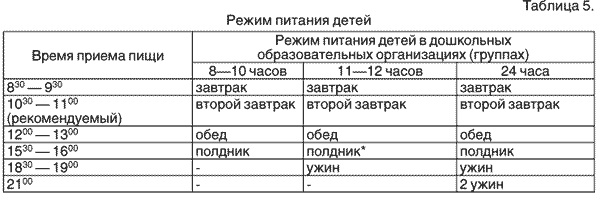 Таблица 5.
Режим питания детей
Время приема пищи
Режим питания детей в дошкольных
образовательных организациях (группах)
8—10 часов 11—12 часов 24 часа
8³⁰ — 9³⁰ завтрак завтрак завтрак
10³⁰ — 11⁰⁰ второй завтрак второй завтрак второй завтрак
(рекомендуемый)
12⁰⁰ — 13⁰⁰ обед обед обед
15³⁰ — 16⁰⁰ полдник полдник* полдник
18³⁰ — 19⁰⁰ - ужин ужин
21⁰⁰ - - 2 ужин